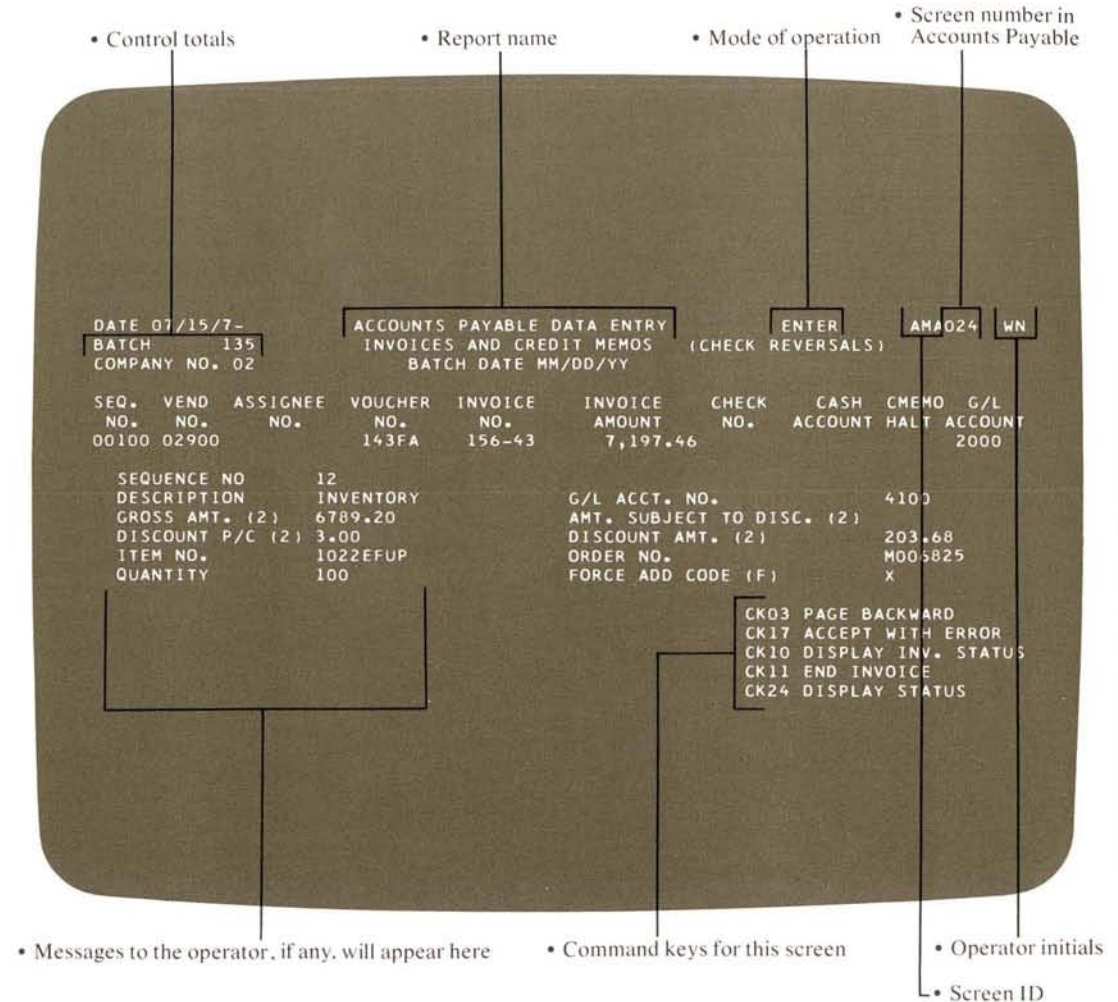 • Control totals
• Report name
• Mode of operation
• Screen number in
Accounts Payable
DATE 07/15/7- ACCOUNTS PAYABLE DATA ENTRY ENTER AMA024 WN
BATCH 135 INVOICES AND CREDIT MEMOS (CHECK REVERSALS)
COMPANY NO. 02 BATCH DATE MM/DD/YY
SEQ. VEND ASSIGNEE VOUCHER INVOICE INVOICE CHECK CASH CMEMO G/L
NO. NO. NO. NO. NO. AMOUNT NO. ACCOUNT HALT ACCOUNT
00100 02900 143FA 156-43 7,197.46 2000
SEQUENCE NO 12
DESCRIPTION INVENTORY G/L ACCT. NO. 4100
GROSS AMT. (2) 6789.20 AMT. SUBJECT TO DISC. (2)
DISCOUNT P/C (2) 3.00 DISCOUNT AMT. (2) 203.68
ITEM NO. 1022EFUP ORDER NO. M006825
QUANTITY 100 FORCE ADD CODE (F) X
CK03 PAGE BACKWARD
CK17 ACCEPT WITH ERROR
CK10 DISPLAY INV. STATUS
CK11 END INVOICE
CK24 DISPLAY STATUS
• Messages to the operator, if any, will appear here
• Command keys for this screen
• Operator initials
• Screen ID